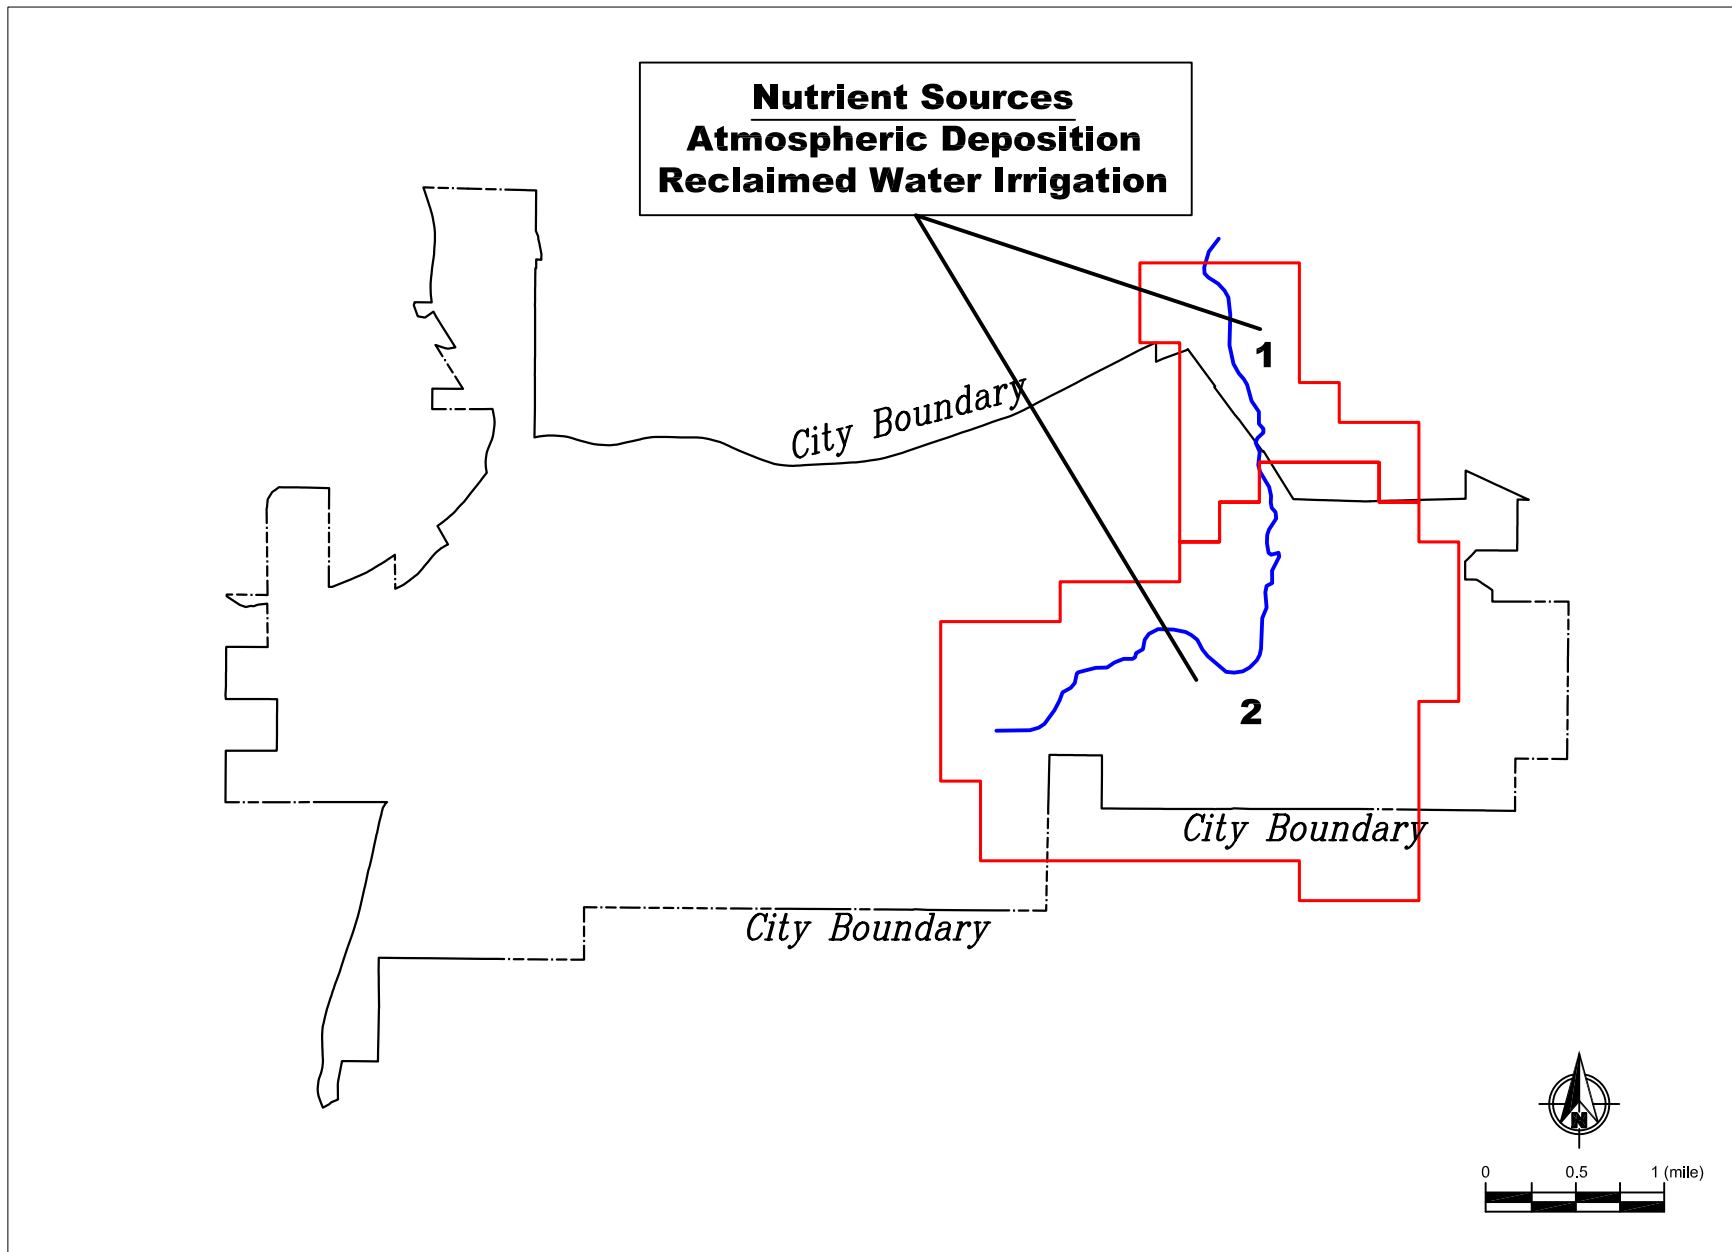 Nutrient Sources
Atmospheric Deposition
Reclaimed Water Irrigation
1
City Boundary
2
City Boundary
City Boundary
N
0 0.5 1 (mile)